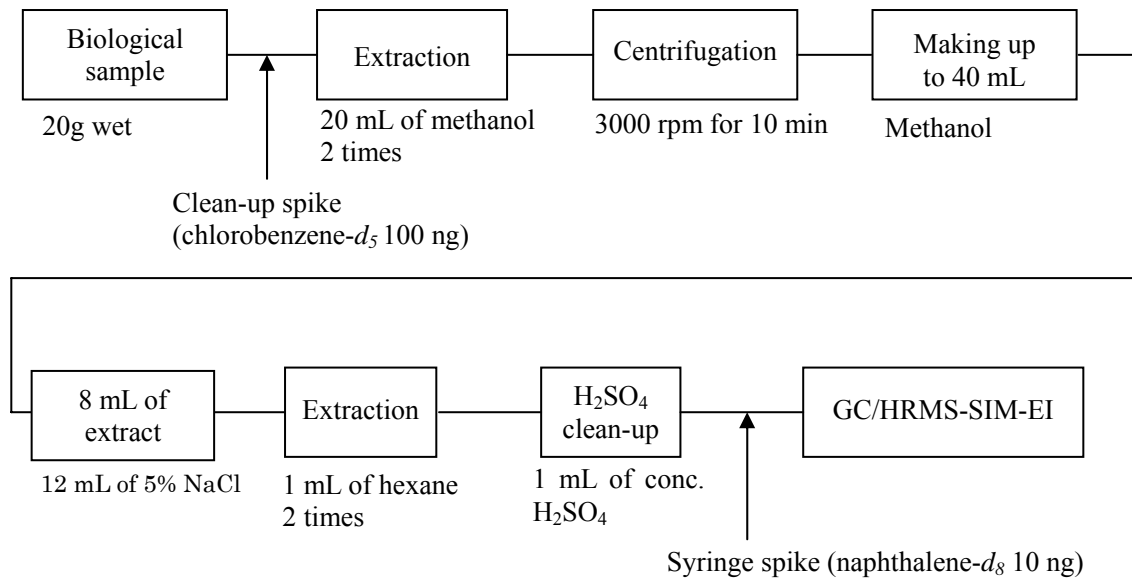 Biological
sample
20g wet
Clean-up spike
(chlorobenzene-d5 100 ng)
Extraction
20 mL of methanol
2 times
Centrifugation
3000 rpm for 10 min
Making up
to 40 mL
Methanol
8 mL of
extract
12 mL of 5% NaCl
Extraction
1 mL of hexane
2 times
H2SO4
clean-up
1 mL of conc.
H2SO4
Syringe spike (naphthalene-d8 10 ng)
GC/HRMS-SIM-EI